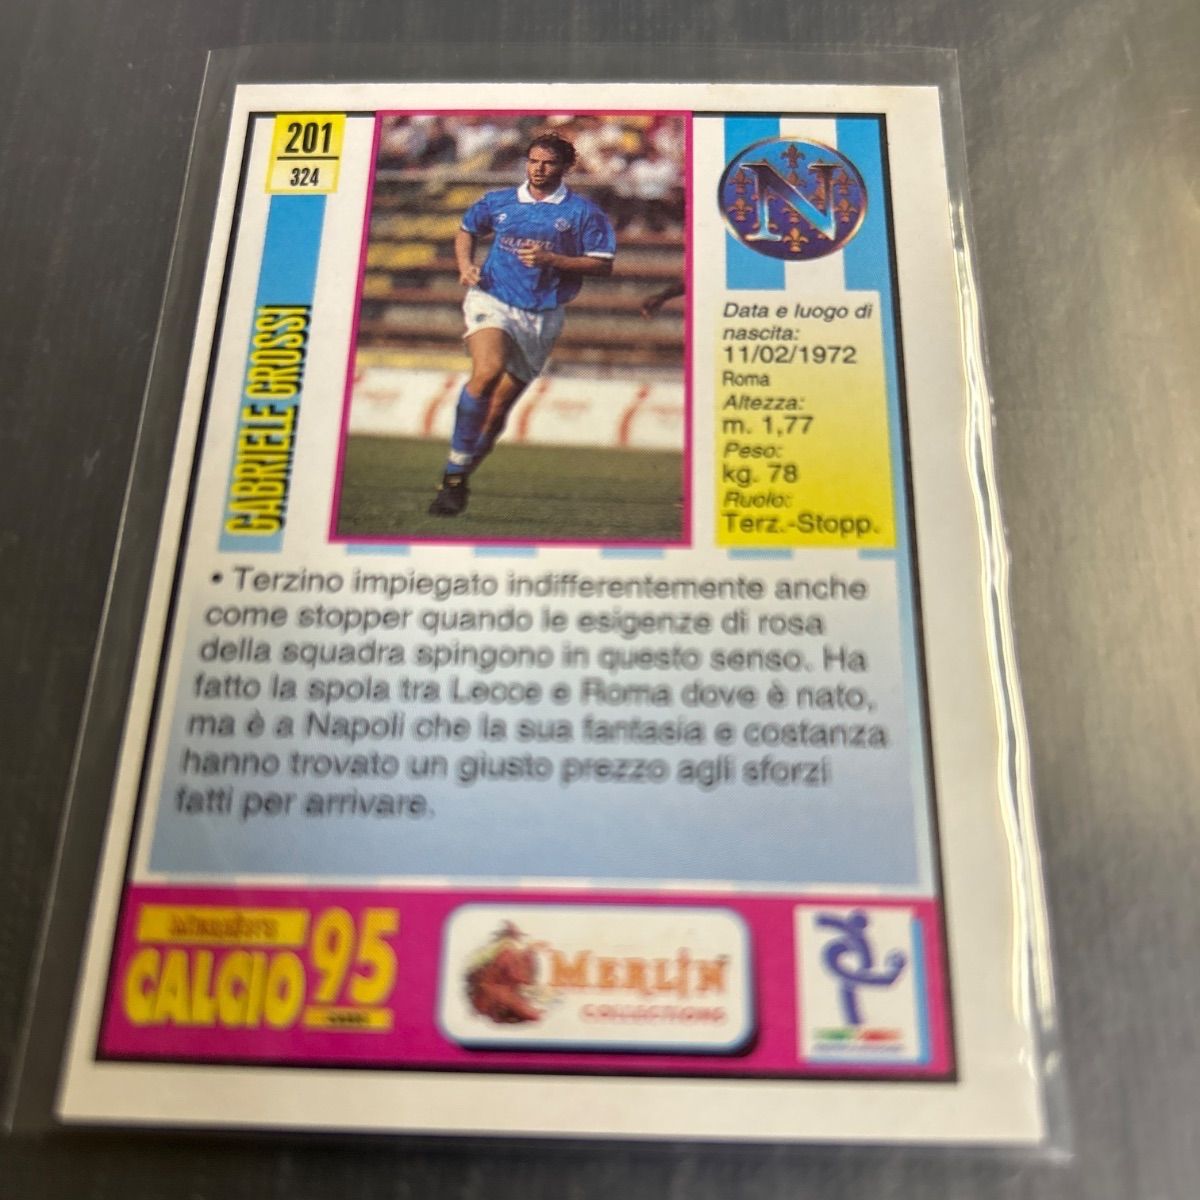 201
324
GABRIELE GROSSI
N
Data e luogo di
nascita:
11/02/1972
Roma
Altezza:
m. 1,77
Peso:
kg. 78
Ruolo:
Terz.-Stopp.
• Terzino impiegato indifferentemente anche
come stopper quando le esigenze di rosa
della squadra spingono in questo senso. Ha
fatto la spola tra Lecce e Roma dove è nato,
ma è a Napoli che la sua fantasia e costanza
hanno trovato un giusto prezzo agli sforzi
fatti per arrivare.
MERLIN'S
CALCIO 95
MERLIN
COLLECTIONS